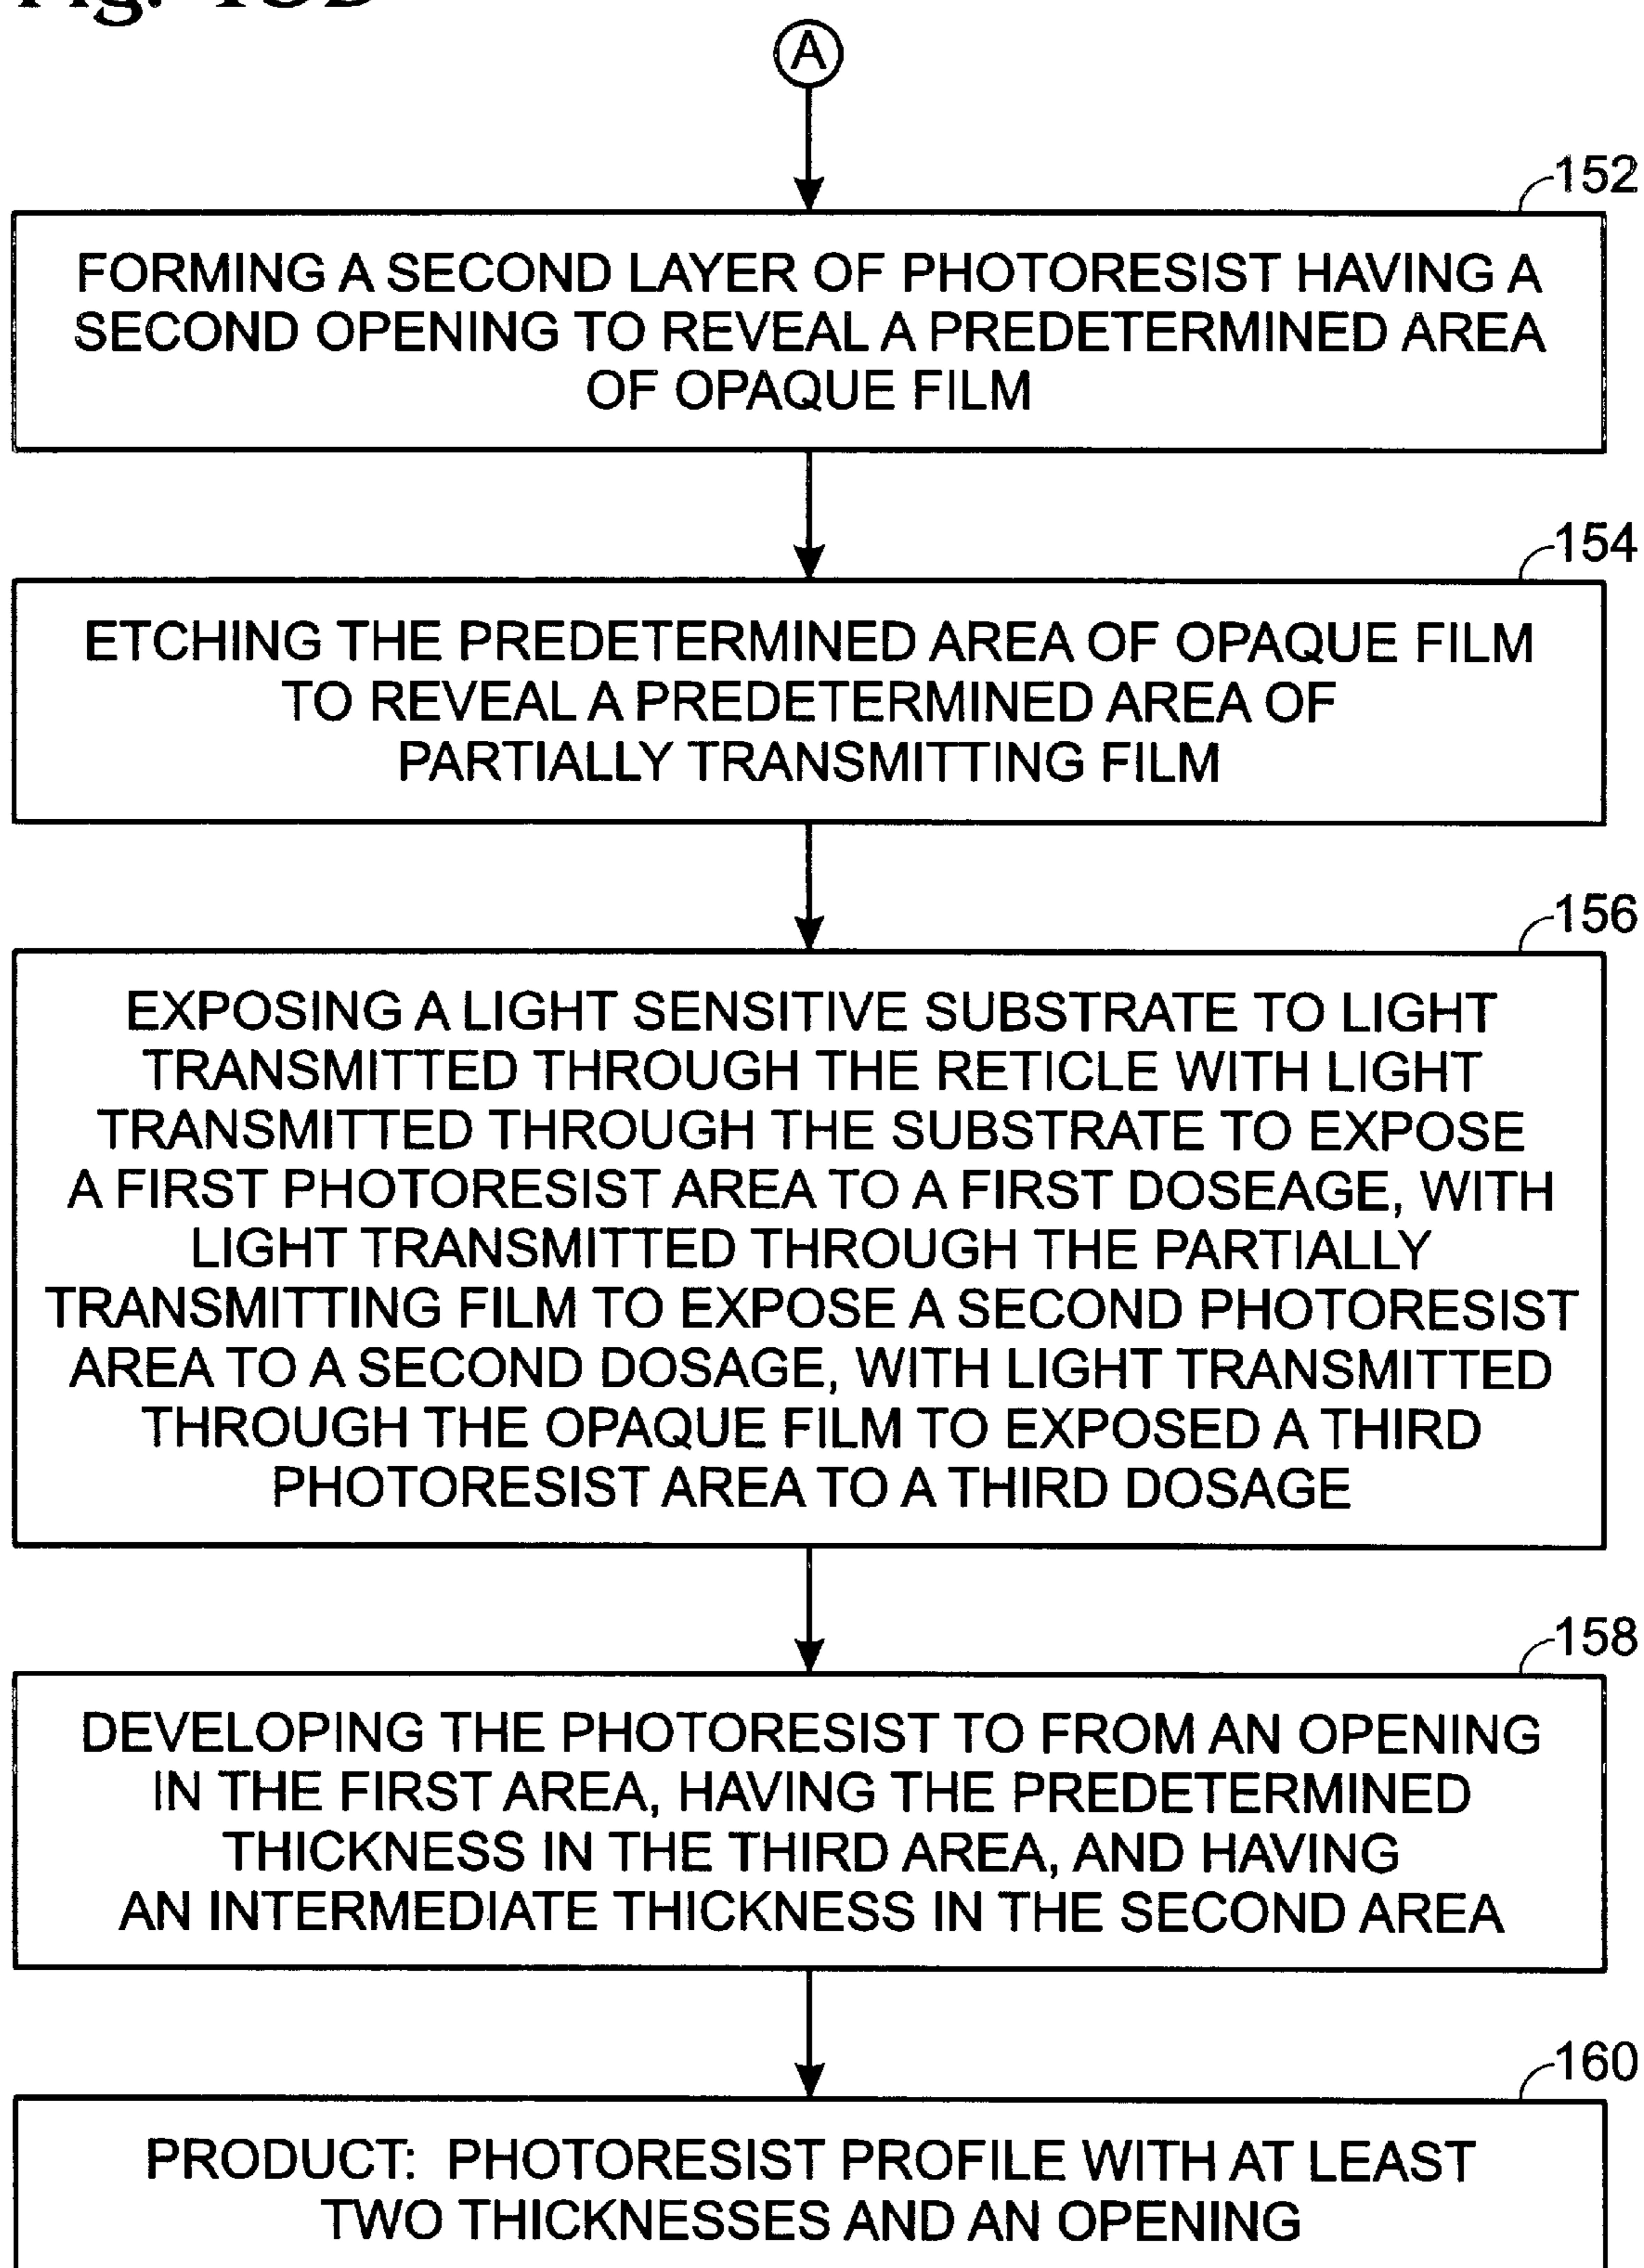 A
152
FORMING A SECOND LAYER OF PHOTORESIST HAVING A
SECOND OPENING TO REVEAL A PREDETERMINED AREA
OF OPAQUE FILM
154
ETCHING THE PREDETERMINED AREA OF OPAQUE FILM
TO REVEAL A PREDETERMINED AREA OF
PARTIALLY TRANSMITTING FILM
156
EXPOSING A LIGHT SENSITIVE SUBSTRATE TO LIGHT
TRANSMITTED THROUGH THE RETICLE WITH LIGHT
TRANSMITTED THROUGH THE SUBSTRATE TO EXPOSE
A FIRST PHOTORESIST AREA TO A FIRST DOSEAGE, WITH
LIGHT TRANSMITTED THROUGH THE PARTIALLY
TRANSMITTING FILM TO EXPOSE A SECOND PHOTORESIST
AREA TO A SECOND DOSAGE, WITH LIGHT TRANSMITTED
THROUGH THE OPAQUE FILM TO EXPOSED A THIRD
PHOTORESIST AREA TO A THIRD DOSAGE
158
DEVELOPING THE PHOTORESIST TO FROM AN OPENING
IN THE FIRST AREA, HAVING THE PREDETERMINED
THICKNESS IN THE THIRD AREA, AND HAVING
AN INTERMEDIATE THICKNESS IN THE SECOND AREA
160
PRODUCT: PHOTORESIST PROFILE WITH AT LEAST
TWO THICKNESSES AND AN OPENING